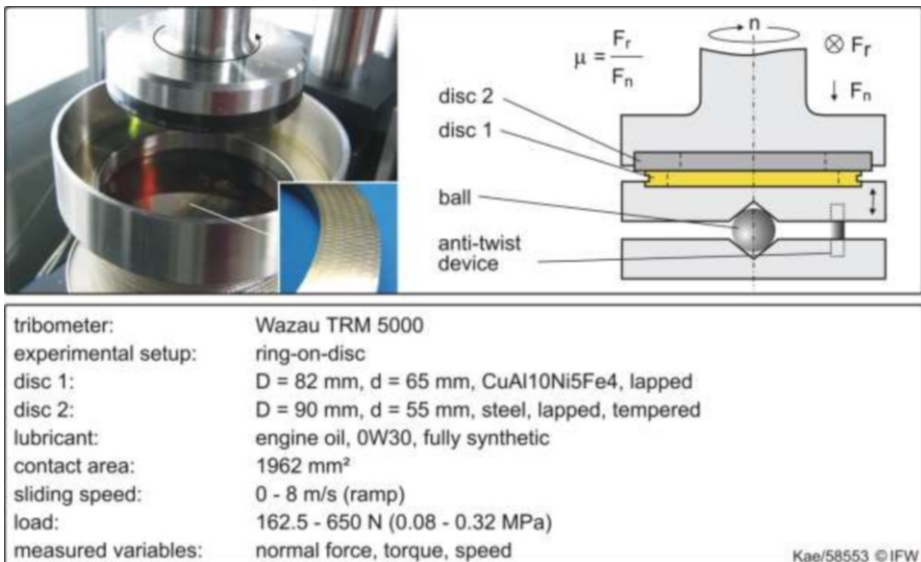 n
μ = Fr / Fn
⊗ Fr
↓ Fn
disc 2
disc 1
ball
anti-twist
device
tribometer: Wazau TRM 5000
experimental setup: ring-on-disc
disc 1: D = 82 mm, d = 65 mm, CuAl10Ni5Fe4, lapped
disc 2: D = 90 mm, d = 55 mm, steel, lapped, tempered
lubricant: engine oil, 0W30, fully synthetic
contact area: 1962 mm²
sliding speed: 0 - 8 m/s (ramp)
load: 162.5 - 650 N (0.08 - 0.32 MPa)
measured variables: normal force, torque, speed
Kae/58553 © IFW